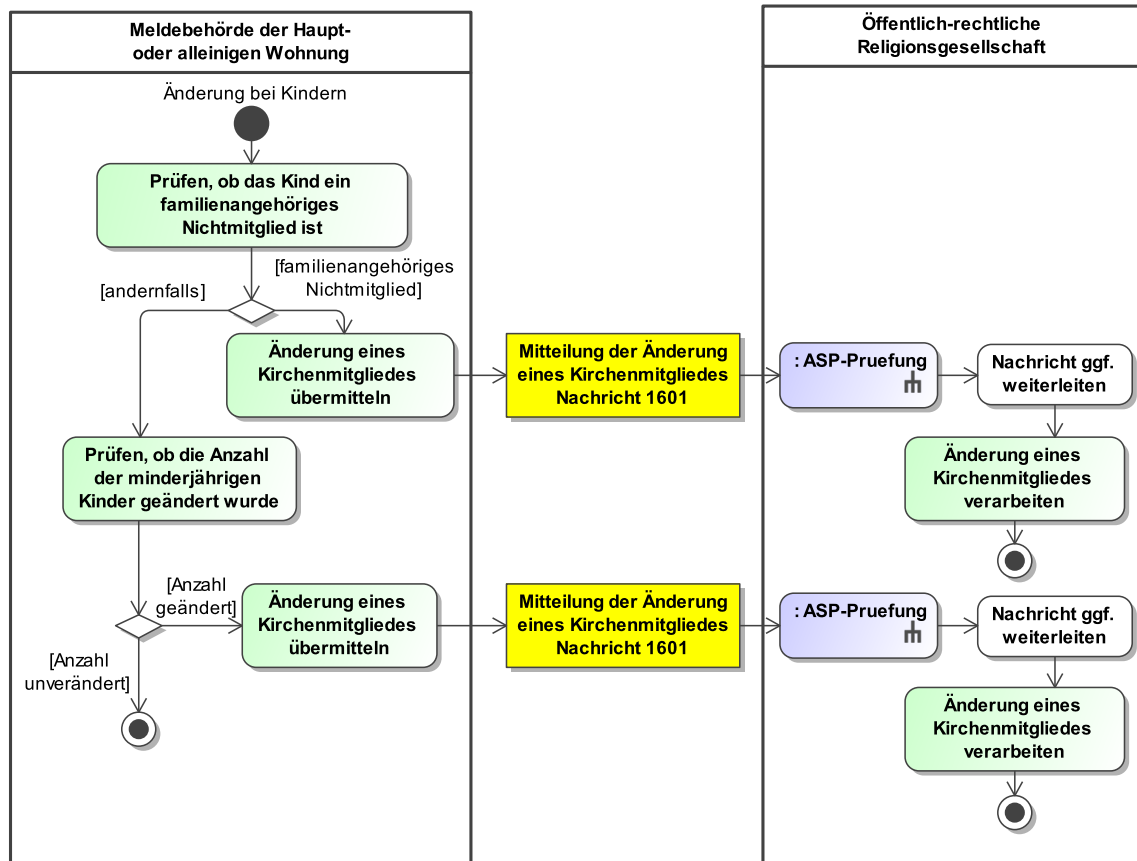 Meldebehörde der Haupt-
oder alleinigen Wohnung
Öffentlich-rechtliche
Religionsgesellschaft
Änderung bei Kindern
Prüfen, ob das Kind ein
familienangehöriges
Nichtmitglied ist
[andernfalls]
[familienangehöriges
Nichtmitglied]
Änderung eines
Kirchenmitgliedes
übermitteln
Mitteilung der Änderung
eines Kirchenmitgliedes
Nachricht 1601
: ASP-Pruefung
Nachricht ggf.
weiterleiten
Änderung eines
Kirchenmitgliedes
verarbeiten
Prüfen, ob die Anzahl
der minderjährigen
Kinder geändert wurde
[Anzahl
geändert]
[Anzahl
unverändert]
Änderung eines
Kirchenmitgliedes
übermitteln
Mitteilung der Änderung
eines Kirchenmitgliedes
Nachricht 1601
: ASP-Pruefung
Nachricht ggf.
weiterleiten
Änderung eines
Kirchenmitgliedes
verarbeiten